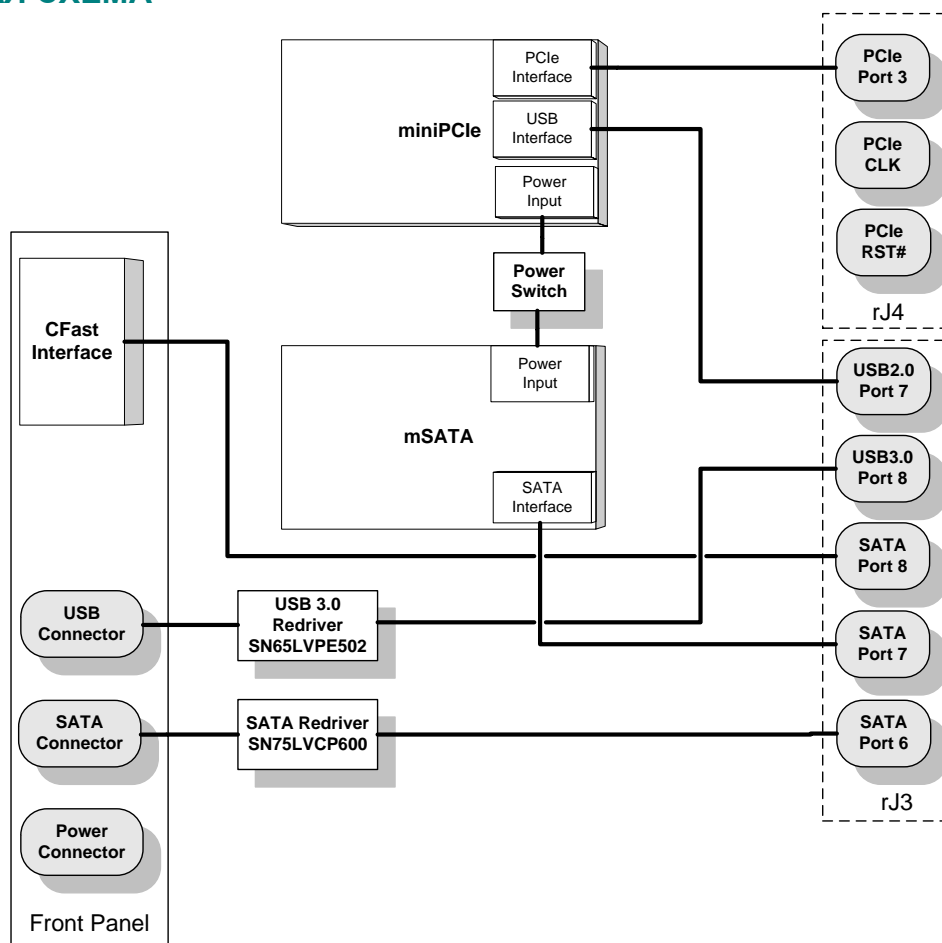 СХЕМА
PCIe
Interface
miniPCIe
USB
Interface
Power
Input
Power
Switch
Power
Input
mSATA
SATA
Interface
CFast
Interface
USB
Connector
USB 3.0
Redriver
SN65LVPE502
SATA
Connector
SATA Redriver
SN75LVCP600
Power
Connector
Front Panel
PCIe
Port 3
PCIe
CLK
PCIe
RST#
rJ4
USB2.0
Port 7
USB3.0
Port 8
SATA
Port 8
SATA
Port 7
SATA
Port 6
rJ3